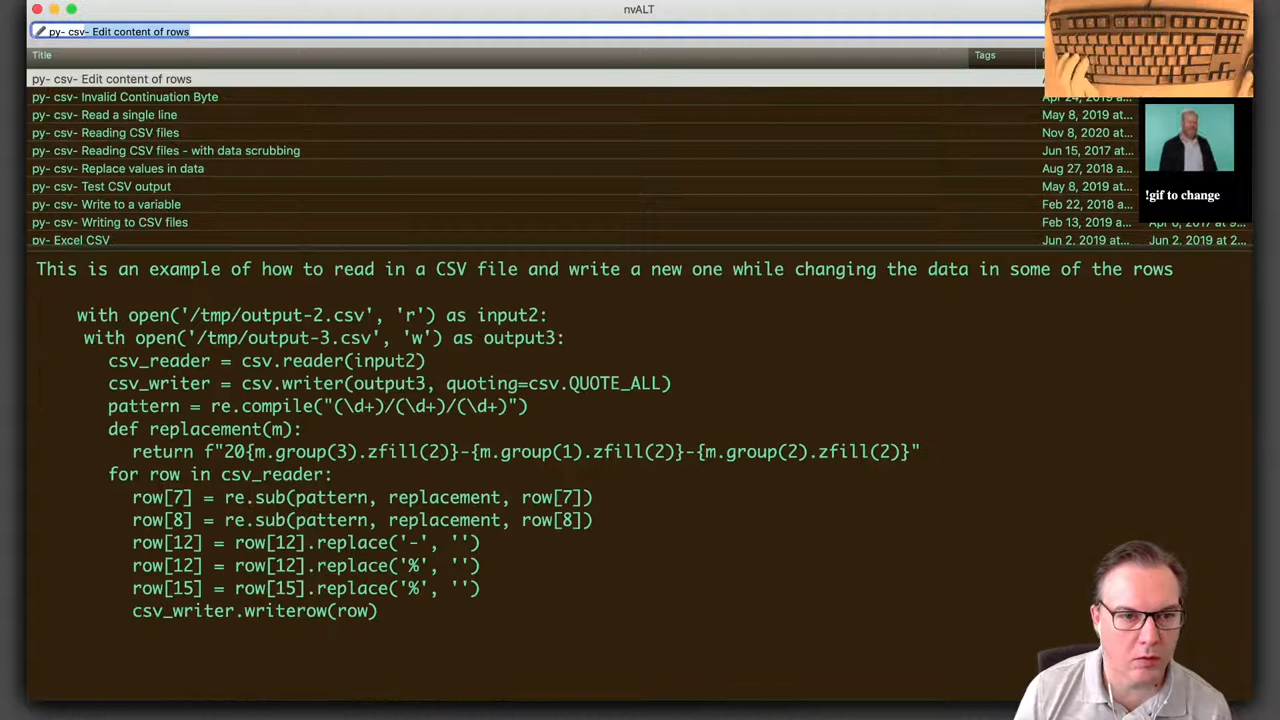 nvALT
py- csv- Edit content of rows
Title
Tags
py- csv- Edit content of rows
py- csv- Invalid Continuation Byte
Apr 24, 2019 a...
py- csv- Read a single line
May 8, 2019 at...
py- csv- Reading CSV files
Nov 8, 2020 at...
py- csv- Reading CSV files - with data scrubbing
Jun 15, 2017 at...
py- csv- Replace values in data
Aug 27, 2018 a...
py- csv- Test CSV output
May 8, 2019 at...
py- csv- Write to a variable
Feb 22, 2018 a...
py- csv- Writing to CSV files
Feb 13, 2019 at...
py- Excel CSV
Jun 2, 2019 at...
Jun 2, 2019 at 2...
!gif to change
This is an example of how to read in a CSV file and write a new one while changing the data in some of the rows
with open('/tmp/output-2.csv', 'r') as input2:
with open('/tmp/output-3.csv', 'w') as output3:
csv_reader = csv.reader(input2)
csv_writer = csv.writer(output3, quoting=csv.QUOTE_ALL)
pattern = re.compile("(\d+)/(\d+)/(\d+)")
def replacement(m):
return f"20{m.group(3).zfill(2)}-{m.group(1).zfill(2)}-{m.group(2).zfill(2)}"
for row in csv_reader:
row[7] = re.sub(pattern, replacement, row[7])
row[8] = re.sub(pattern, replacement, row[8])
row[12] = row[12].replace('-', '')
row[12] = row[12].replace('%', '')
row[15] = row[15].replace('%', '')
csv_writer.writerow(row)